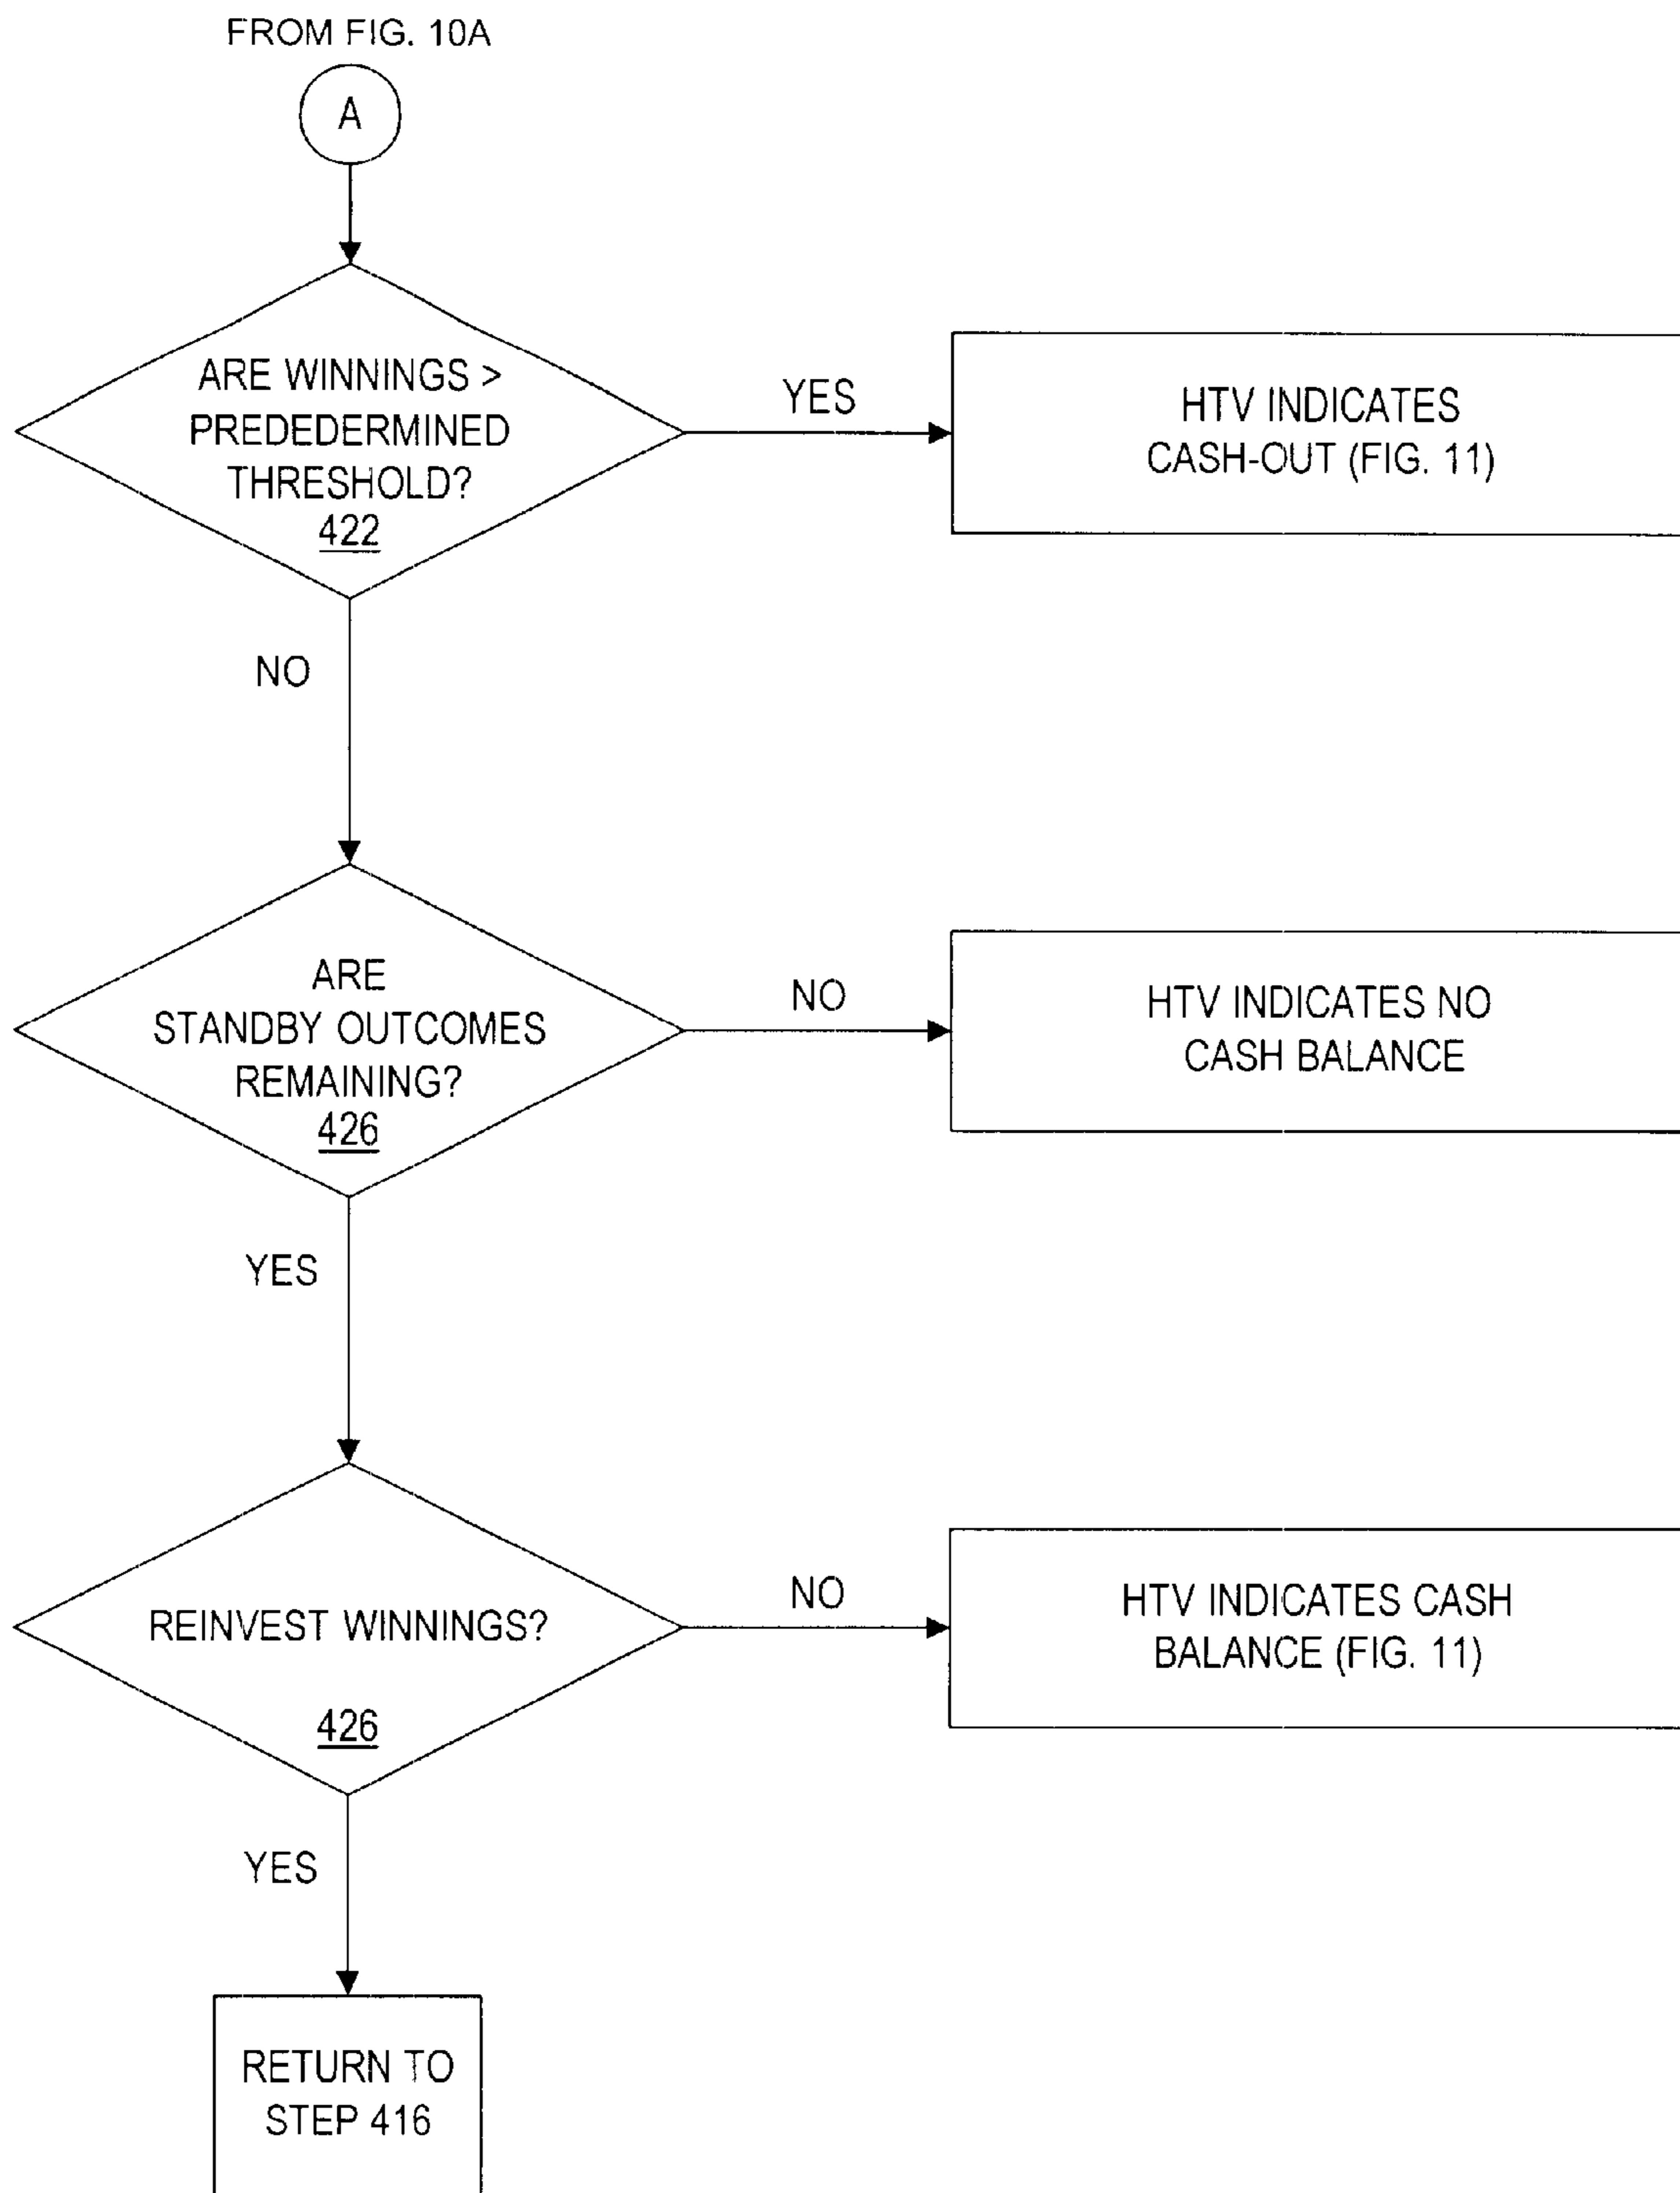 FROM FIG. 10A
A
ARE WINNINGS >
PREDEDERMINED
THRESHOLD?
422
YES
HTV INDICATES
CASH-OUT (FIG. 11)
NO
ARE
STANDBY OUTCOMES
REMAINING?
426
NO
HTV INDICATES NO
CASH BALANCE
YES
REINVEST WINNINGS?
426
NO
HTV INDICATES CASH
BALANCE (FIG. 11)
YES
RETURN TO
STEP 416